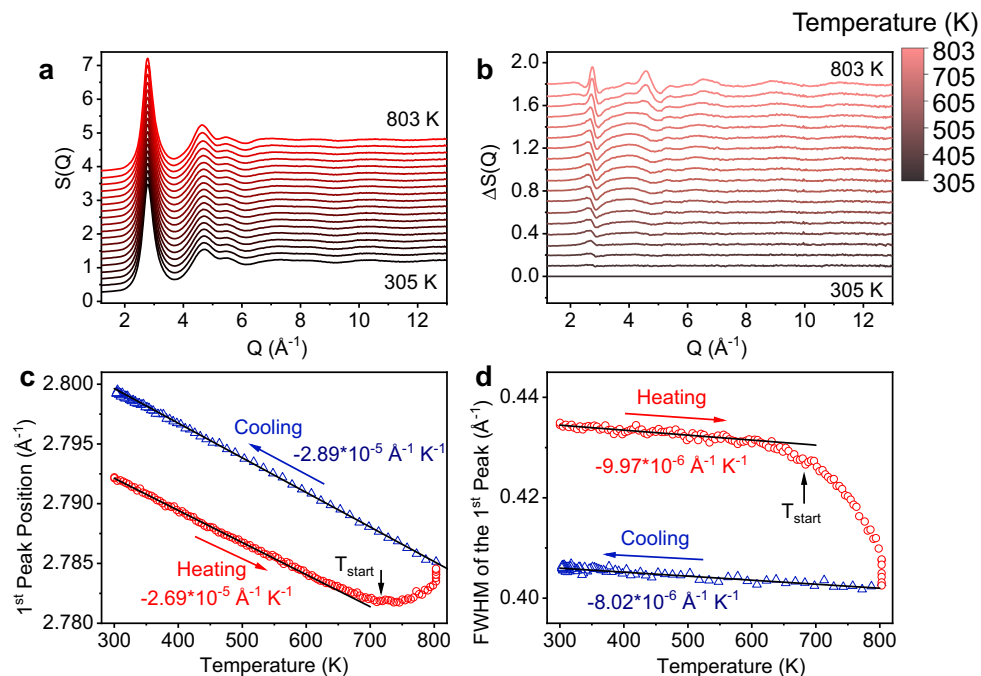 Temperature (K)
a
7
6
5
4
3
2
1
0
S(Q)
803 K
305 K
2 4 6 8 10 12
Q (Å⁻¹)
b
2.0
1.6
1.2
0.8
0.4
0.0
ΔS(Q)
803 K
305 K
2 4 6 8 10 12
Q (Å⁻¹)
803
705
605
505
405
305
c
2.800
2.795
2.790
2.785
2.780
1ˢᵗ Peak Position (Å⁻¹)
Cooling
-2.89*10⁻⁵ Å⁻¹ K⁻¹
T_start
Heating
-2.69*10⁻⁵ Å⁻¹ K⁻¹
300 400 500 600 700 800
Temperature (K)
d
0.44
0.42
0.40
FWHM of the 1ˢᵗ Peak (Å⁻¹)
Heating
-9.97*10⁻⁶ Å⁻¹ K⁻¹
T_start
Cooling
-8.02*10⁻⁶ Å⁻¹ K⁻¹
300 400 500 600 700 800
Temperature (K)